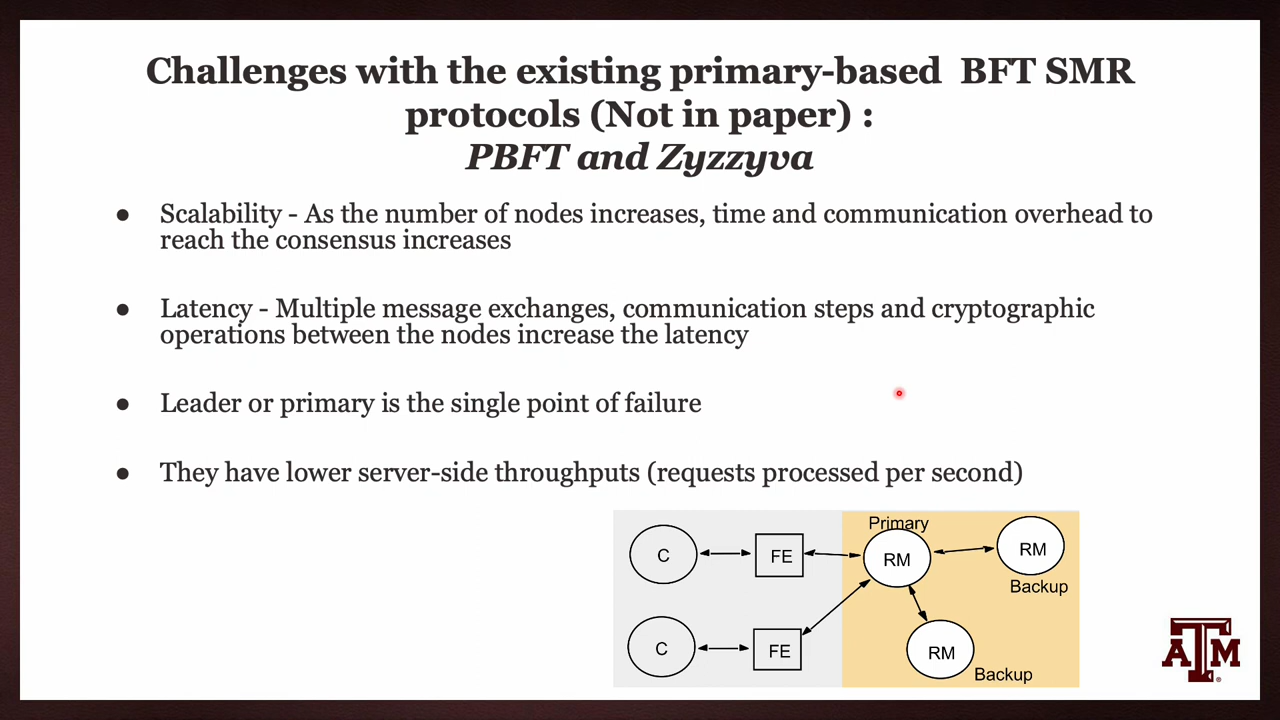 Challenges with the existing primary-based BFT SMR
protocols (Not in paper) :
PBFT and Zyzzyva
● Scalability - As the number of nodes increases, time and communication overhead to
reach the consensus increases
● Latency - Multiple message exchanges, communication steps and cryptographic
operations between the nodes increase the latency
● Leader or primary is the single point of failure
● They have lower server-side throughputs (requests processed per second)
Primary
C
FE
RM
RM
Backup
C
FE
RM
Backup
ATM